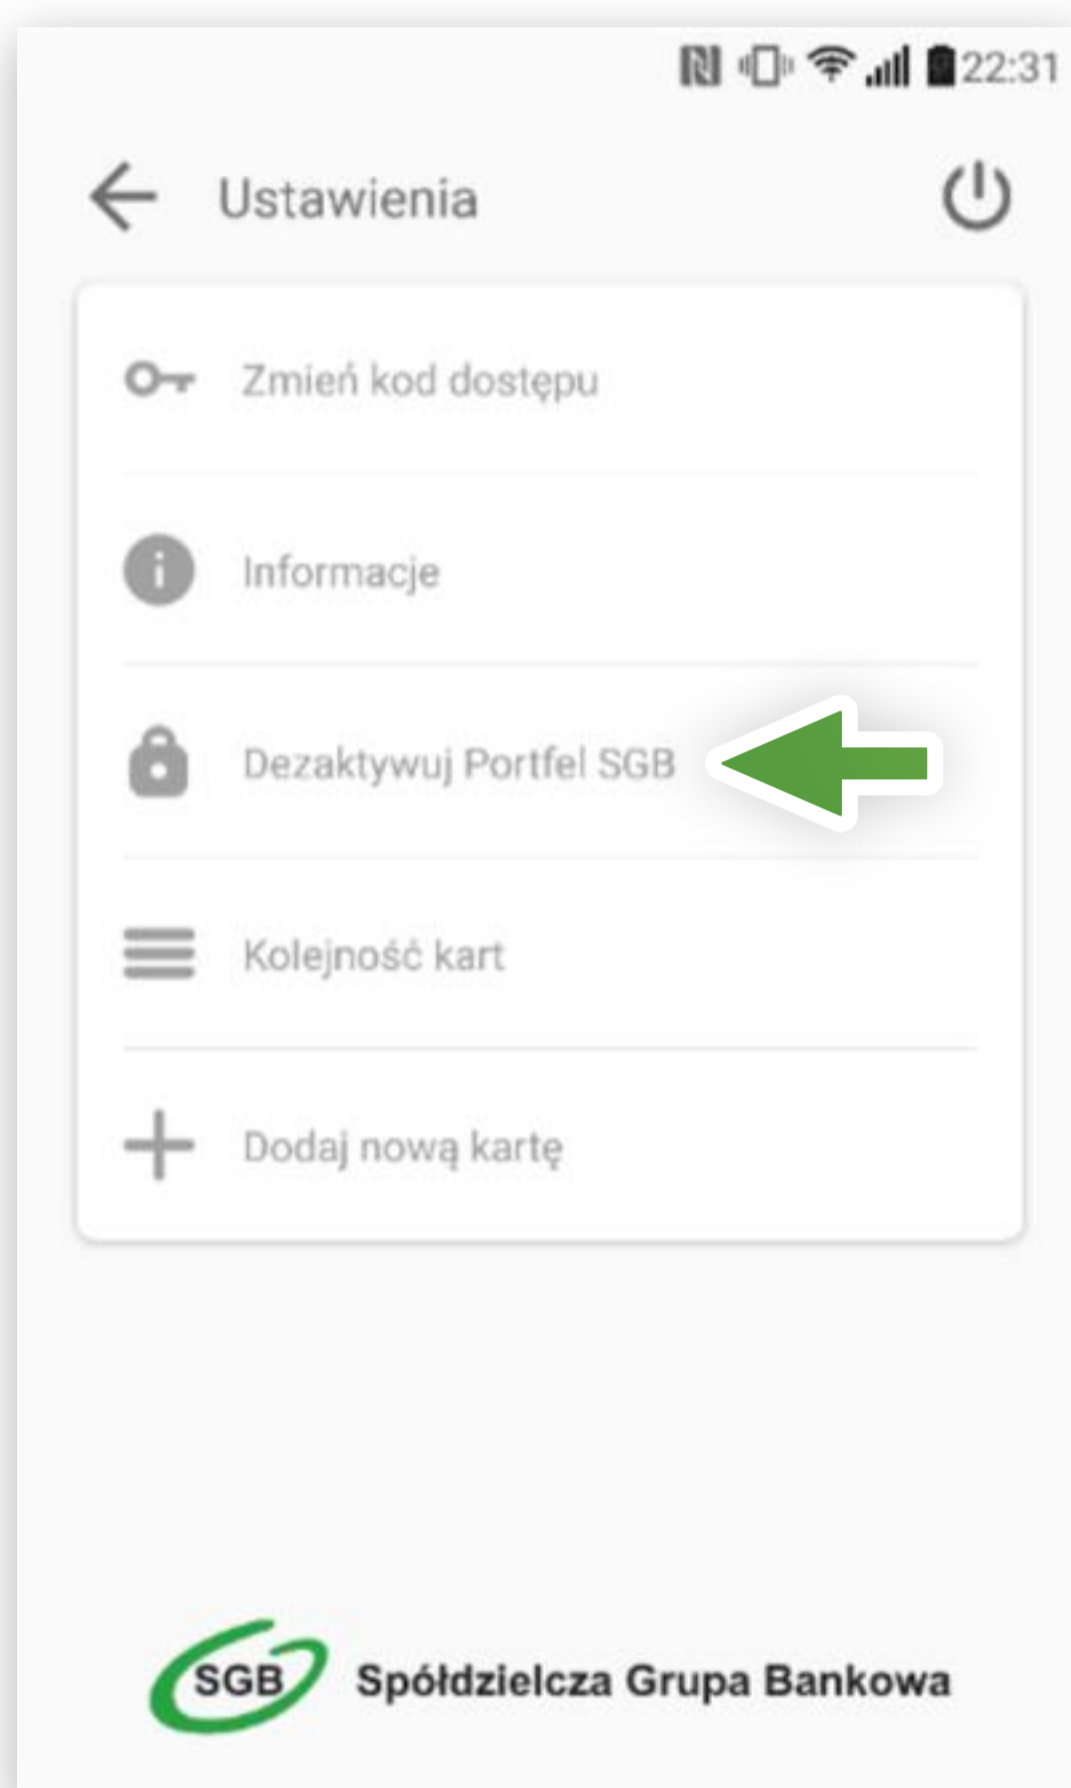 22:31
Ustawienia
Zmień kod dostępu
Informacje
Dezaktywuj Portfel SGB
Kolejność kart
Dodaj nową kartę
SGB Spółdzielcza Grupa Bankowa